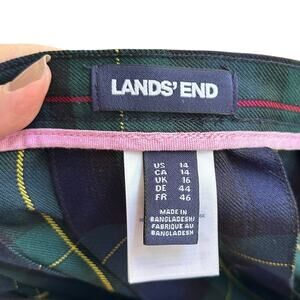 LANDS' END
US 14
CA 14
UK 16
DE 44
FR 46
MADE IN
BANGLADESH/
FABRIQUÉ AU
BANGLADESH